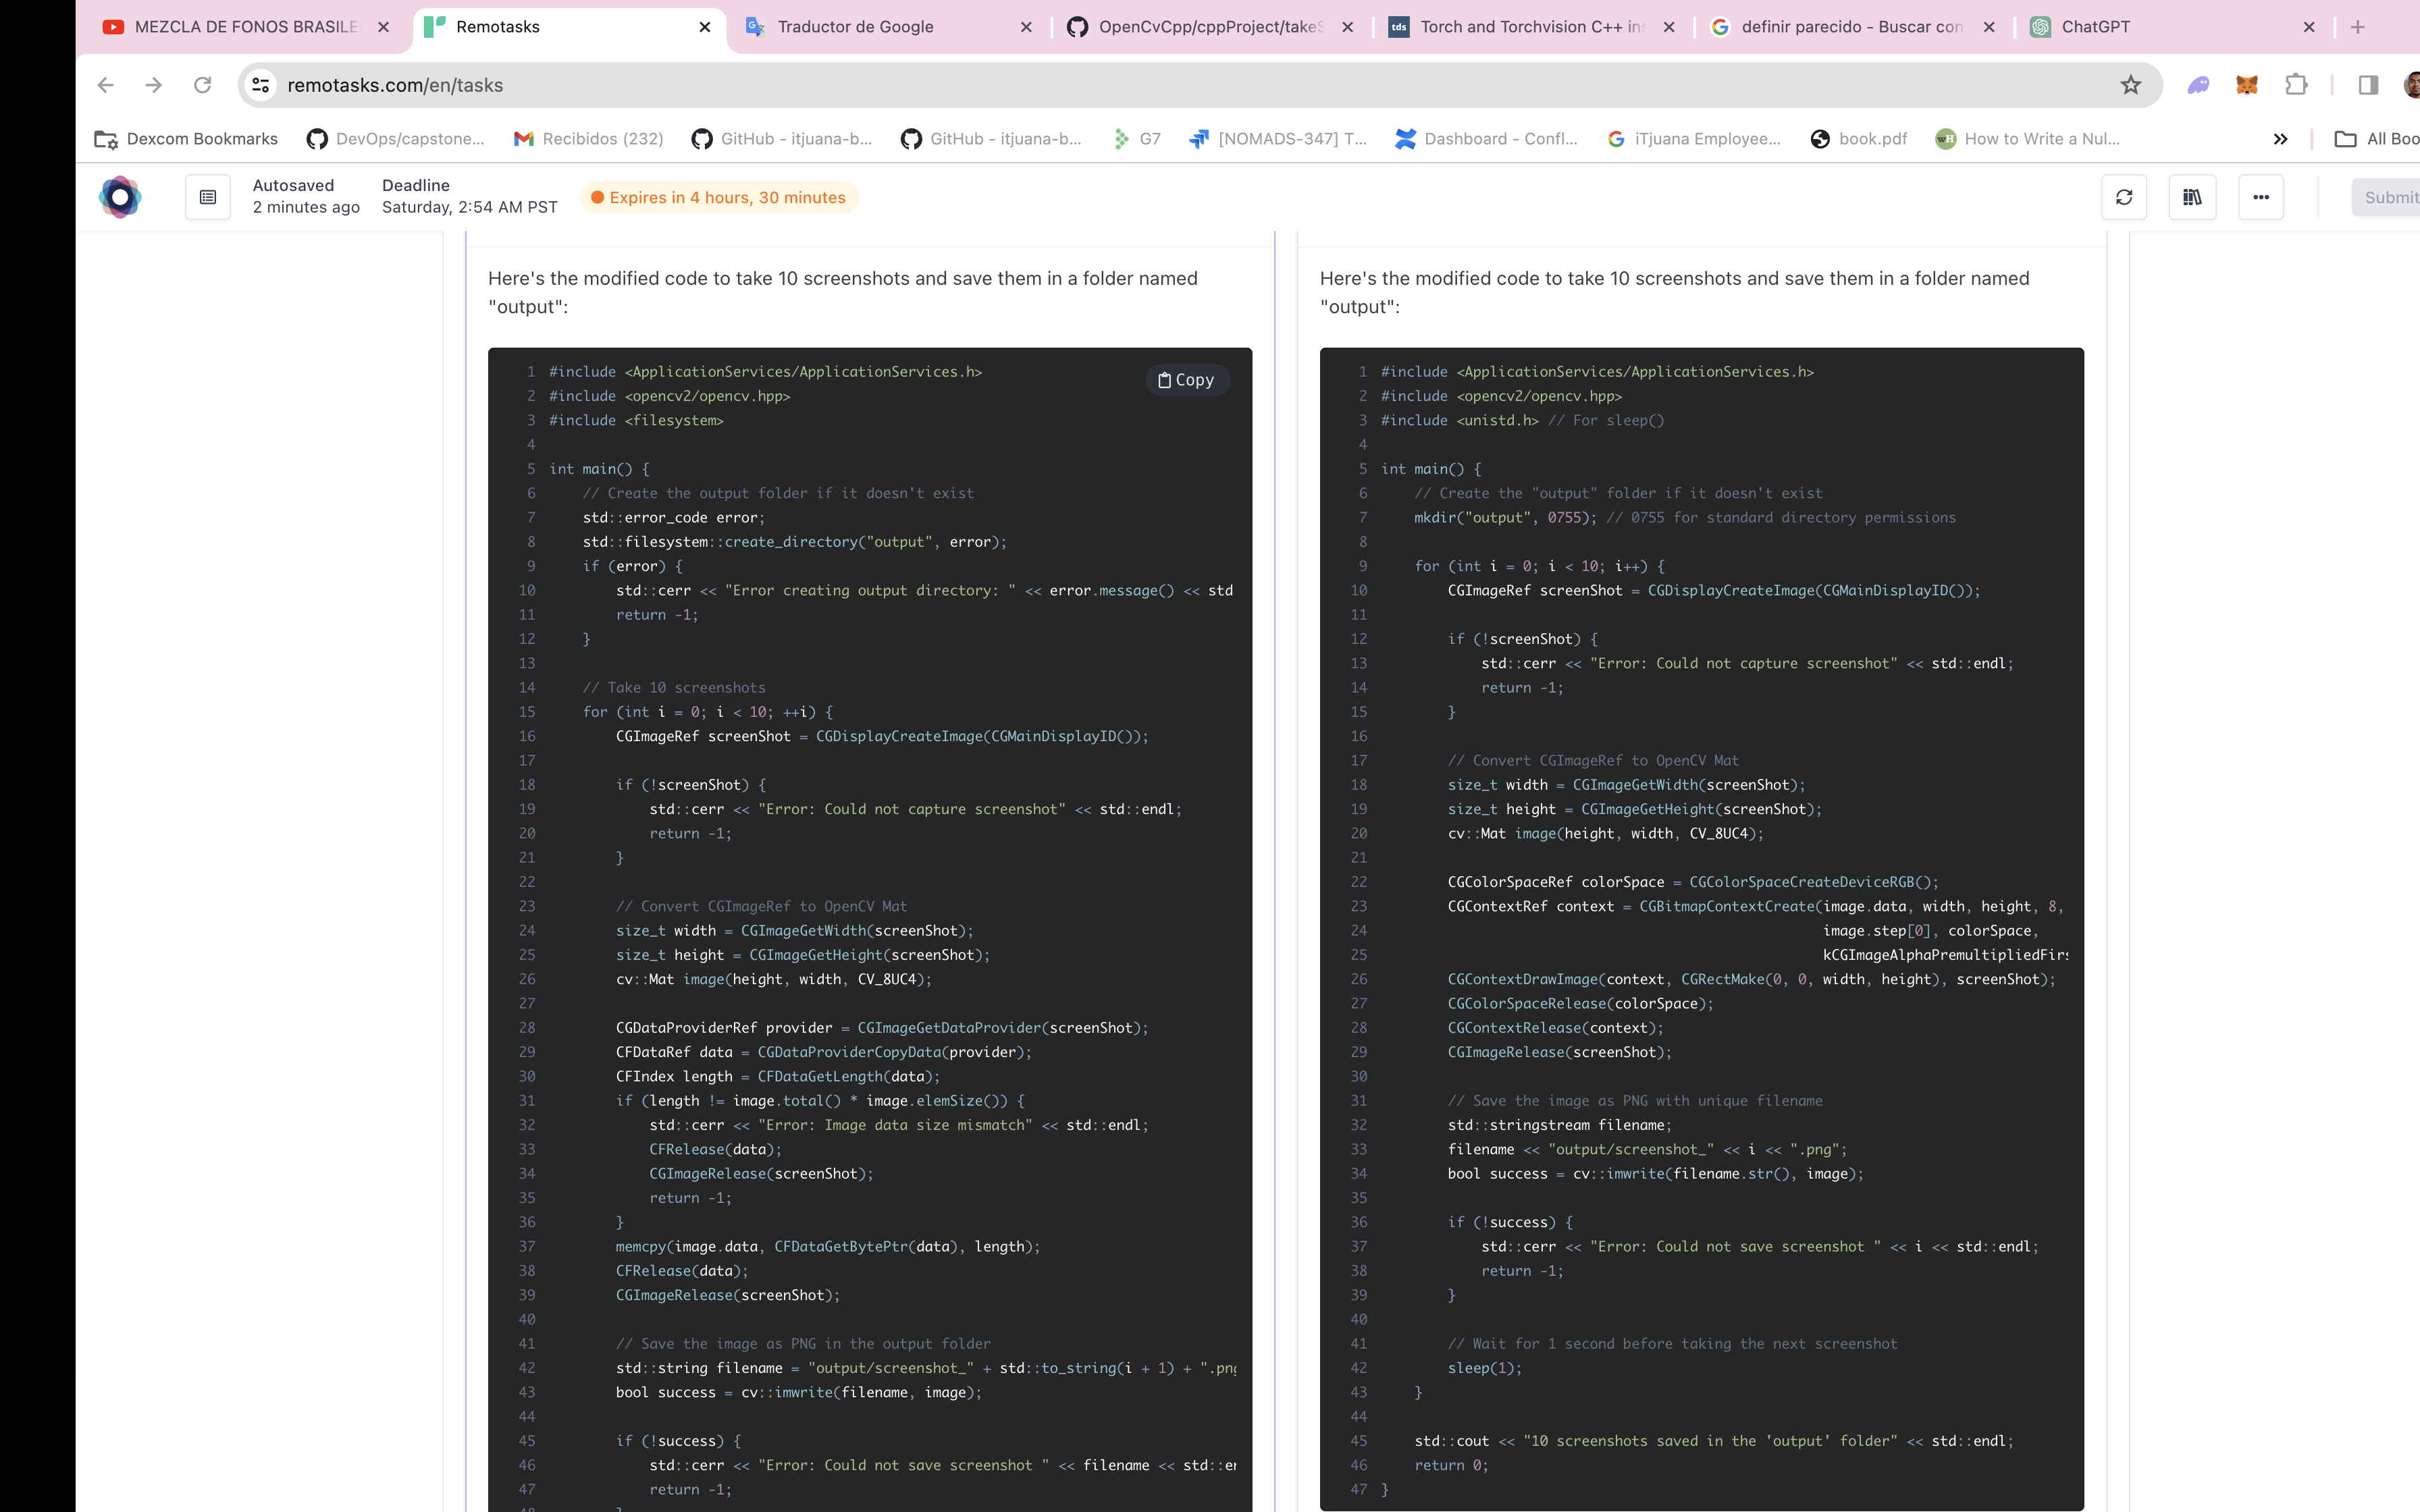 MEZCLA DE FONOS BRASILE
Remotasks
Traductor de Google
OpenCvCpp/cppProject/takeS
tds Torch and Torchvision C++ ins
definir parecido - Buscar con
ChatGPT
remotasks.com/en/tasks
Dexcom Bookmarks
DevOps/capstone...
Recibidos (232)
GitHub - itjuana-b...
GitHub - itjuana-b...
G7
[NOMADS-347] T...
Dashboard - Confl...
iTjuana Employee...
book.pdf
wH How to Write a Nul...
All Boo
Autosaved
2 minutes ago
Deadline
Saturday, 2:54 AM PST
Expires in 4 hours, 30 minutes
Submit
Here's the modified code to take 10 screenshots and save them in a folder named
"output":
Copy
1 #include <ApplicationServices/ApplicationServices.h>
2 #include <opencv2/opencv.hpp>
3 #include <filesystem>
4
5 int main() {
6 // Create the output folder if it doesn't exist
7 std::error_code error;
8 std::filesystem::create_directory("output", error);
9 if (error) {
10 std::cerr << "Error creating output directory: " << error.message() << std
11 return -1;
12 }
13
14 // Take 10 screenshots
15 for (int i = 0; i < 10; ++i) {
16 CGImageRef screenShot = CGDisplayCreateImage(CGMainDisplayID());
17
18 if (!screenShot) {
19 std::cerr << "Error: Could not capture screenshot" << std::endl;
20 return -1;
21 }
22
23 // Convert CGImageRef to OpenCV Mat
24 size_t width = CGImageGetWidth(screenShot);
25 size_t height = CGImageGetHeight(screenShot);
26 cv::Mat image(height, width, CV_8UC4);
27
28 CGDataProviderRef provider = CGImageGetDataProvider(screenShot);
29 CFDataRef data = CGDataProviderCopyData(provider);
30 CFIndex length = CFDataGetLength(data);
31 if (length != image.total() * image.elemSize()) {
32 std::cerr << "Error: Image data size mismatch" << std::endl;
33 CFRelease(data);
34 CGImageRelease(screenShot);
35 return -1;
36 }
37 memcpy(image.data, CFDataGetBytePtr(data), length);
38 CFRelease(data);
39 CGImageRelease(screenShot);
40
41 // Save the image as PNG in the output folder
42 std::string filename = "output/screenshot_" + std::to_string(i + 1) + ".png
43 bool success = cv::imwrite(filename, image);
44
45 if (!success) {
46 std::cerr << "Error: Could not save screenshot " << filename << std::en
47 return -1;
48 }
Here's the modified code to take 10 screenshots and save them in a folder named
"output":
1 #include <ApplicationServices/ApplicationServices.h>
2 #include <opencv2/opencv.hpp>
3 #include <unistd.h> // For sleep()
4
5 int main() {
6 // Create the "output" folder if it doesn't exist
7 mkdir("output", 0755); // 0755 for standard directory permissions
8
9 for (int i = 0; i < 10; i++) {
10 CGImageRef screenShot = CGDisplayCreateImage(CGMainDisplayID());
11
12 if (!screenShot) {
13 std::cerr << "Error: Could not capture screenshot" << std::endl;
14 return -1;
15 }
16
17 // Convert CGImageRef to OpenCV Mat
18 size_t width = CGImageGetWidth(screenShot);
19 size_t height = CGImageGetHeight(screenShot);
20 cv::Mat image(height, width, CV_8UC4);
21
22 CGColorSpaceRef colorSpace = CGColorSpaceCreateDeviceRGB();
23 CGContextRef context = CGBitmapContextCreate(image.data, width, height, 8,
24 image.step[0], colorSpace,
25 kCGImageAlphaPremultipliedFirs
26 CGContextDrawImage(context, CGRectMake(0, 0, width, height), screenShot);
27 CGColorSpaceRelease(colorSpace);
28 CGContextRelease(context);
29 CGImageRelease(screenShot);
30
31 // Save the image as PNG with unique filename
32 std::stringstream filename;
33 filename << "output/screenshot_" << i << ".png";
34 bool success = cv::imwrite(filename.str(), image);
35
36 if (!success) {
37 std::cerr << "Error: Could not save screenshot " << i << std::endl;
38 return -1;
39 }
40
41 // Wait for 1 second before taking the next screenshot
42 sleep(1);
43 }
44
45 std::cout << "10 screenshots saved in the 'output' folder" << std::endl;
46 return 0;
47 }